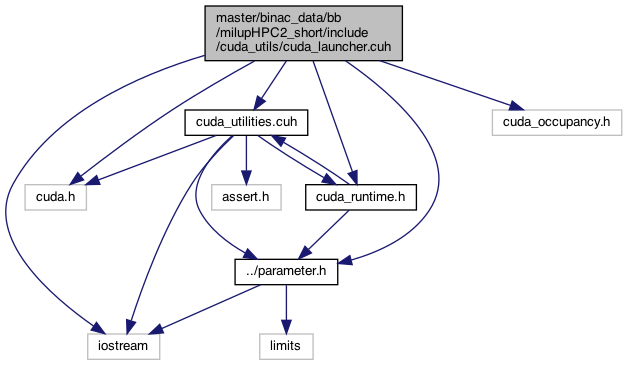 master/binac_data/bb
/milupHPC2_short/include
/cuda_utils/cuda_launcher.cuh
cuda_utilities.cuh
cuda_occupancy.h
cuda.h
assert.h
cuda_runtime.h
../parameter.h
iostream
limits